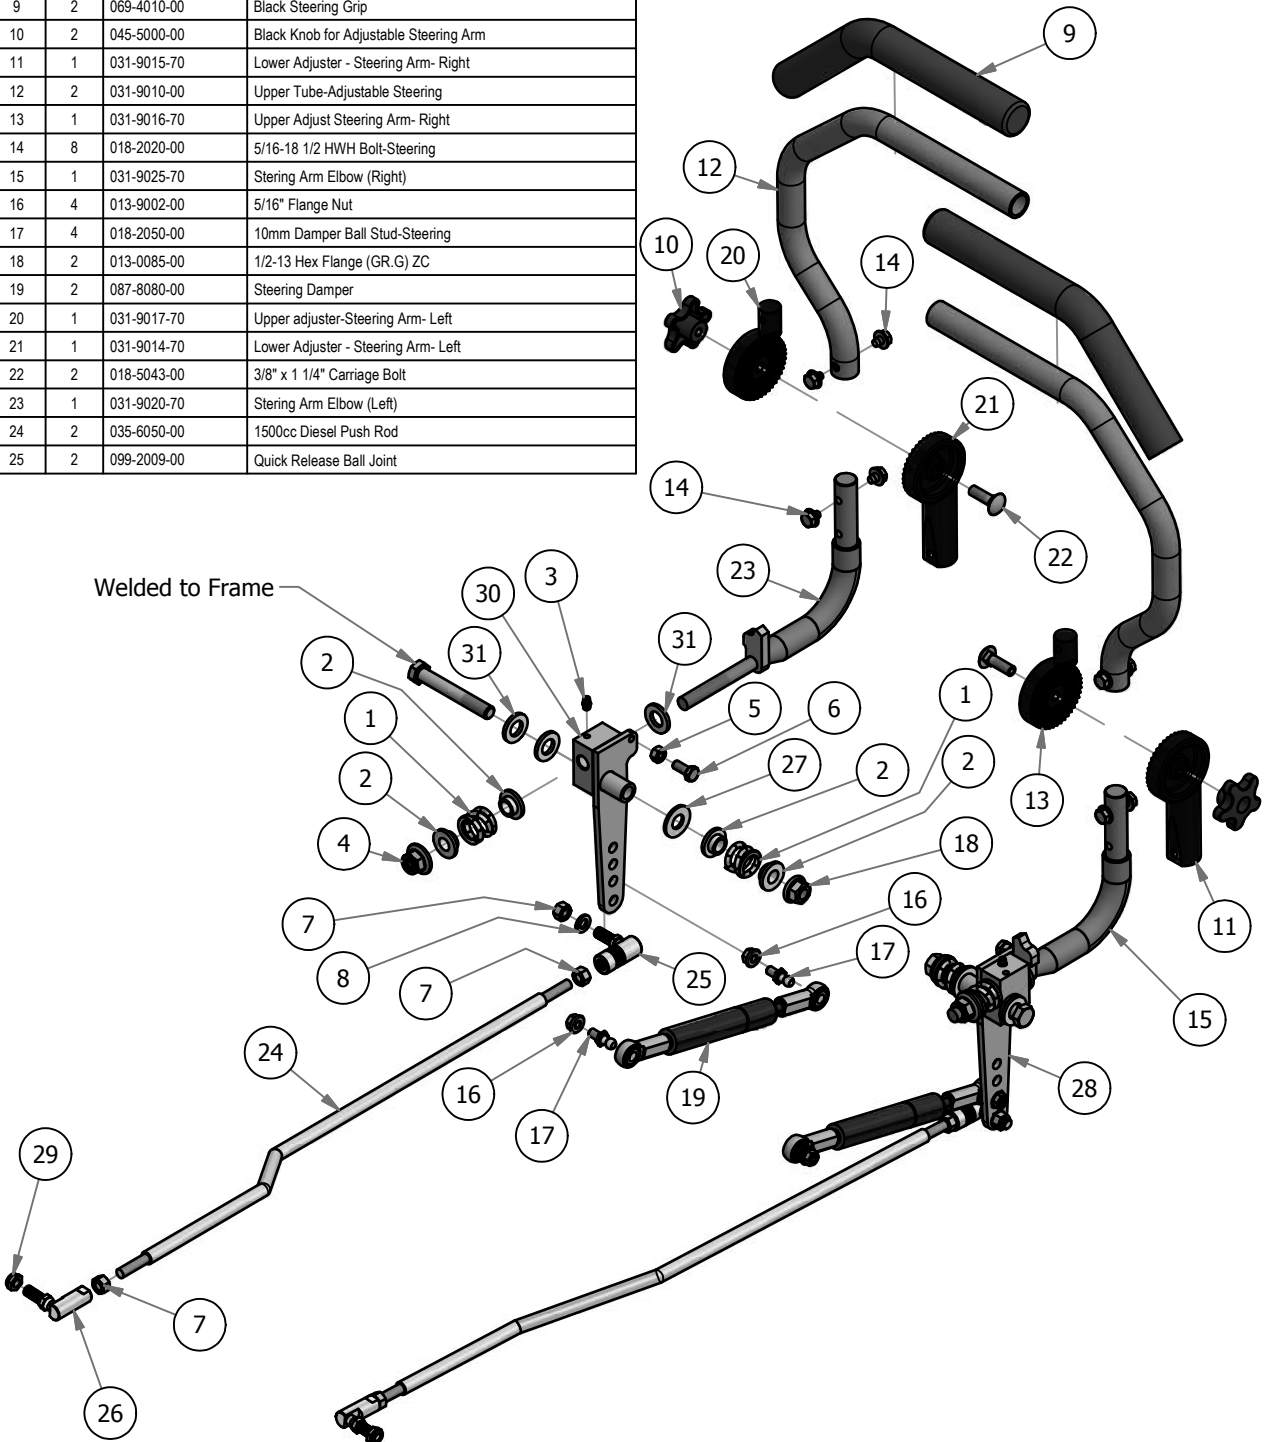 9 2 069-4010-00 Black Steering Grip
10 2 045-5000-00 Black Knob for Adjustable Steering Arm
11 1 031-9015-70 Lower Adjuster - Steering Arm- Right
12 2 031-9010-00 Upper Tube-Adjustable Steering
13 1 031-9016-70 Upper Adjust Steering Arm- Right
14 8 018-2020-00 5/16-18 1/2 HWH Bolt-Steering
15 1 031-9025-70 Stering Arm Elbow (Right)
16 4 013-9002-00 5/16" Flange Nut
17 4 018-2050-00 10mm Damper Ball Stud-Steering
18 2 013-0085-00 1/2-13 Hex Flange (GR.G) ZC
19 2 087-8080-00 Steering Damper
20 1 031-9017-70 Upper adjuster-Steering Arm- Left
21 1 031-9014-70 Lower Adjuster - Steering Arm- Left
22 2 018-5043-00 3/8" x 1 1/4" Carriage Bolt
23 1 031-9020-70 Stering Arm Elbow (Left)
24 2 035-6050-00 1500cc Diesel Push Rod
25 2 099-2009-00 Quick Release Ball Joint
9
12
10
20
14
21
14
22
23
Welded to Frame
3
30
31
2
31
1
5
6
1
27
2
2
2
13
4
18
7
16
11
8
7
25
17
15
24
16
19
28
17
29
7
26